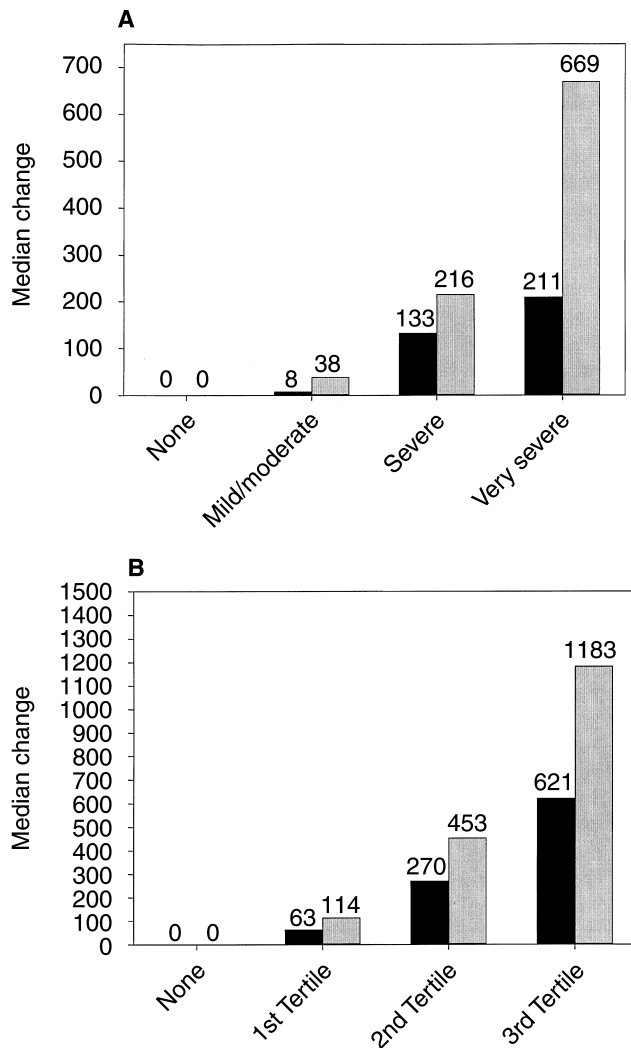 A
Median change
700
600
500
400
300
200
100
0
0 0
8 38
133 216
211 669
None
Mild/moderate
Severe
Very severe
B
Median change
1500
1400
1300
1200
1100
1000
900
800
700
600
500
400
300
200
100
0
0 0
63 114
270 453
621 1183
None
1st Tertile
2nd Tertile
3rd Tertile